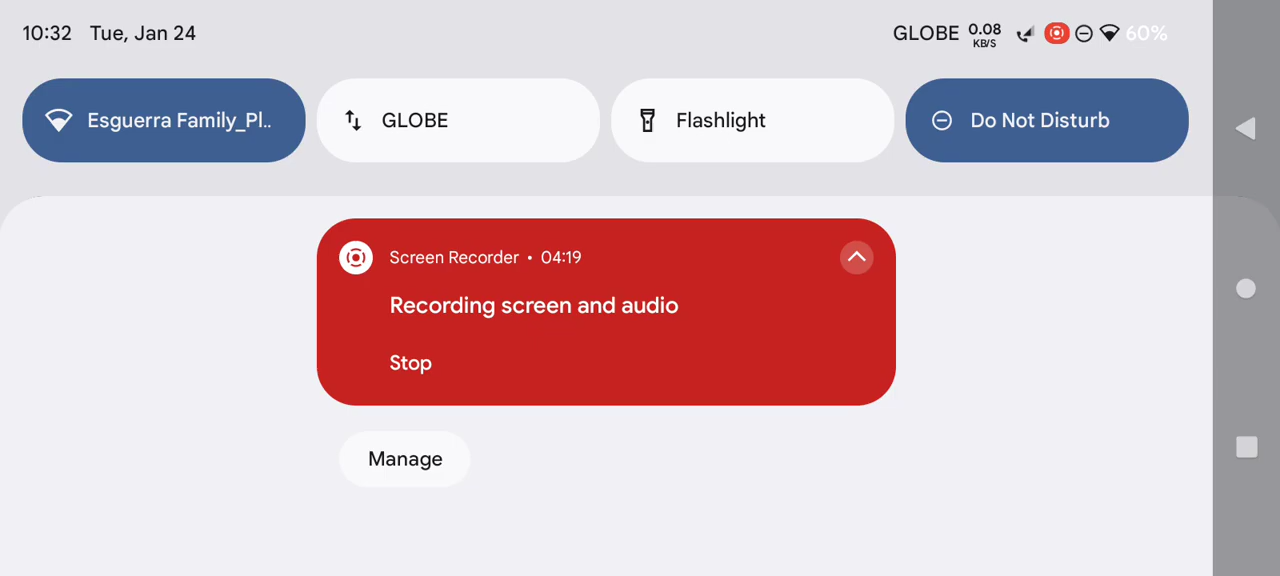 10:32 Tue, Jan 24 GLOBE 0.08 KB/S 60%
Esguerra Family_Pl.. GLOBE Flashlight Do Not Disturb
Screen Recorder • 04:19
Recording screen and audio
Stop
Manage